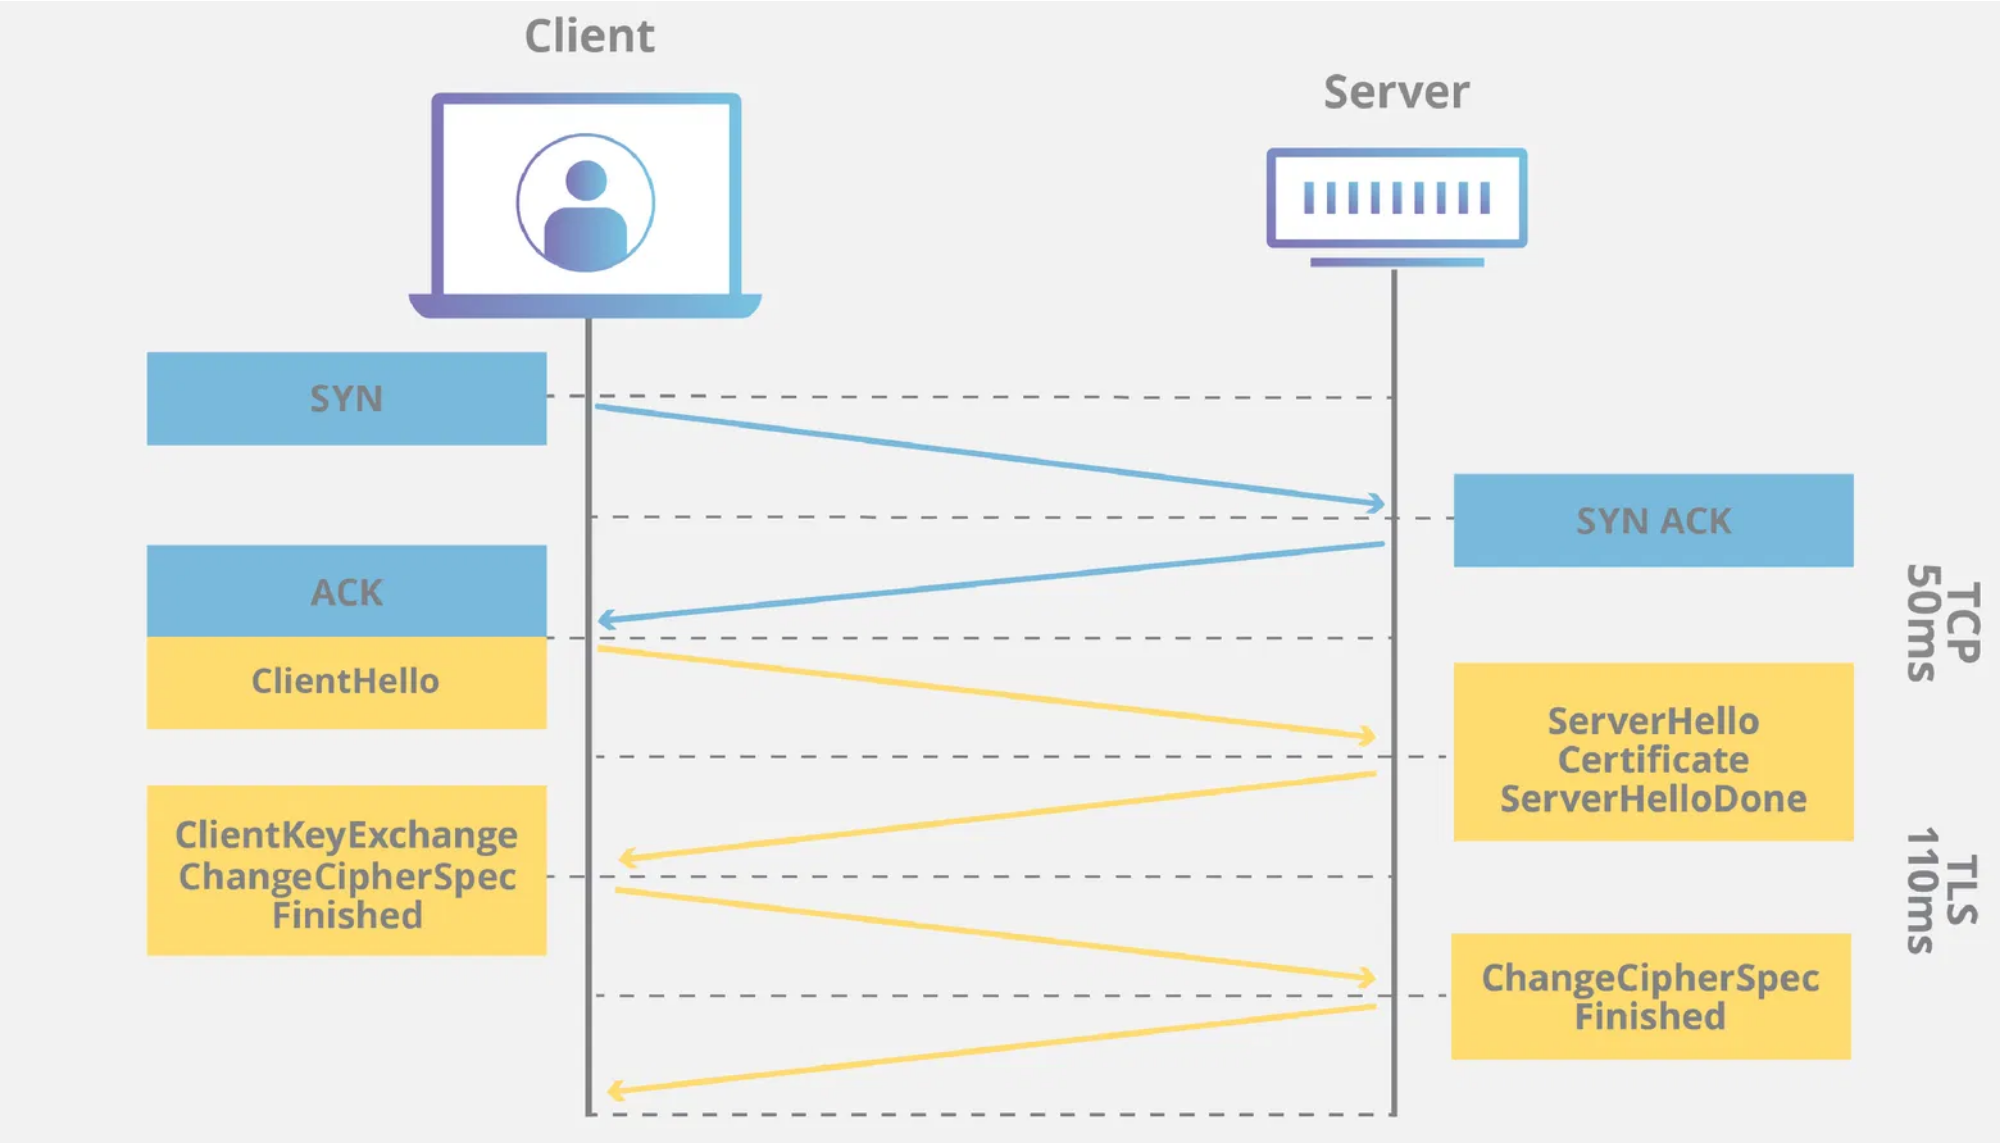 Client
Server
SYN
SYN ACK
ACK
ClientHello
TCP
50ms
ServerHello
Certificate
ServerHelloDone
ClientKeyExchange
ChangeCipherSpec
Finished
TLS
110ms
ChangeCipherSpec
Finished